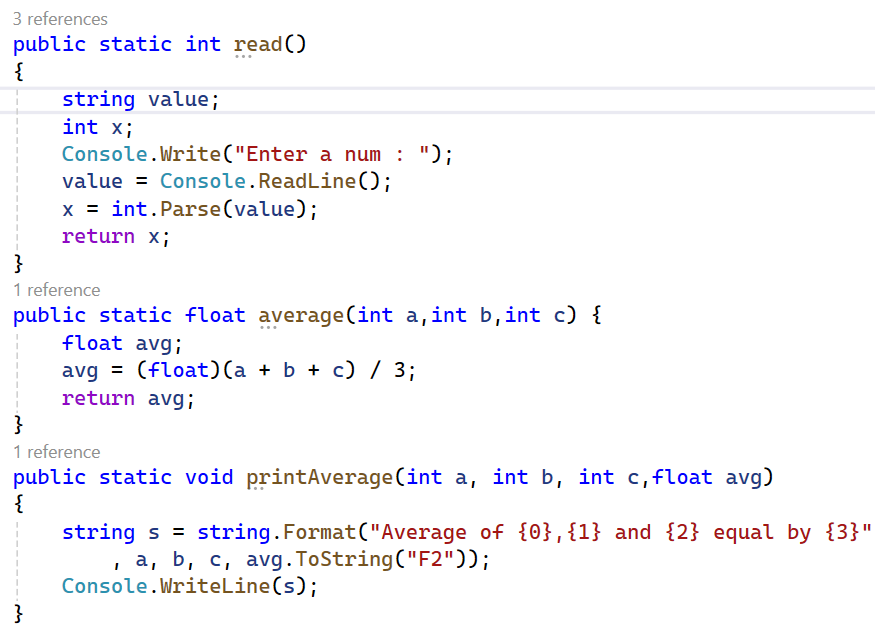 3 references
public static int read()
{
string value;
int x;
Console.Write("Enter a num : ");
value = Console.ReadLine();
x = int.Parse(value);
return x;
}
1 reference
public static float average(int a,int b,int c) {
float avg;
avg = (float)(a + b + c) / 3;
return avg;
}
1 reference
public static void printAverage(int a, int b, int c,float avg)
{
string s = string.Format("Average of {0},{1} and {2} equal by {3}"
, a, b, c, avg.ToString("F2"));
Console.WriteLine(s);
}